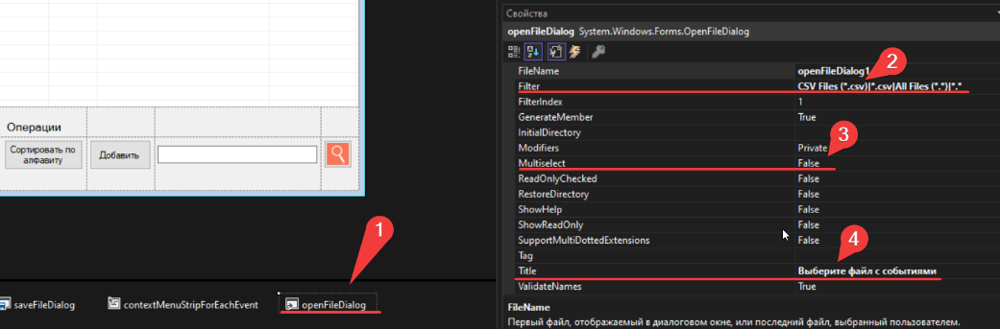 Операции
Сортировать по
алфавиту
Добавить
1
saveFileDialog
contextMenuStripForEachEvent
openFileDialog
Свойства
openFileDialog System.Windows.Forms.OpenFileDialog
FileName openFileDialog1
2
Filter CSV Files (*.csv)|*.csv|All Files (*.*)|*.*
FilterIndex 1
GenerateMember True
InitialDirectory
3
Modifiers Private
Multiselect False
ReadOnlyChecked False
RestoreDirectory False
ShowHelp False
ShowReadOnly False
4
SupportMultiDottedExtensions False
Tag
Title Выберите файл с событиями
ValidateNames True
FileName
Первый файл, отображаемый в диалоговом окне, или последний файл, выбранный пользователем.